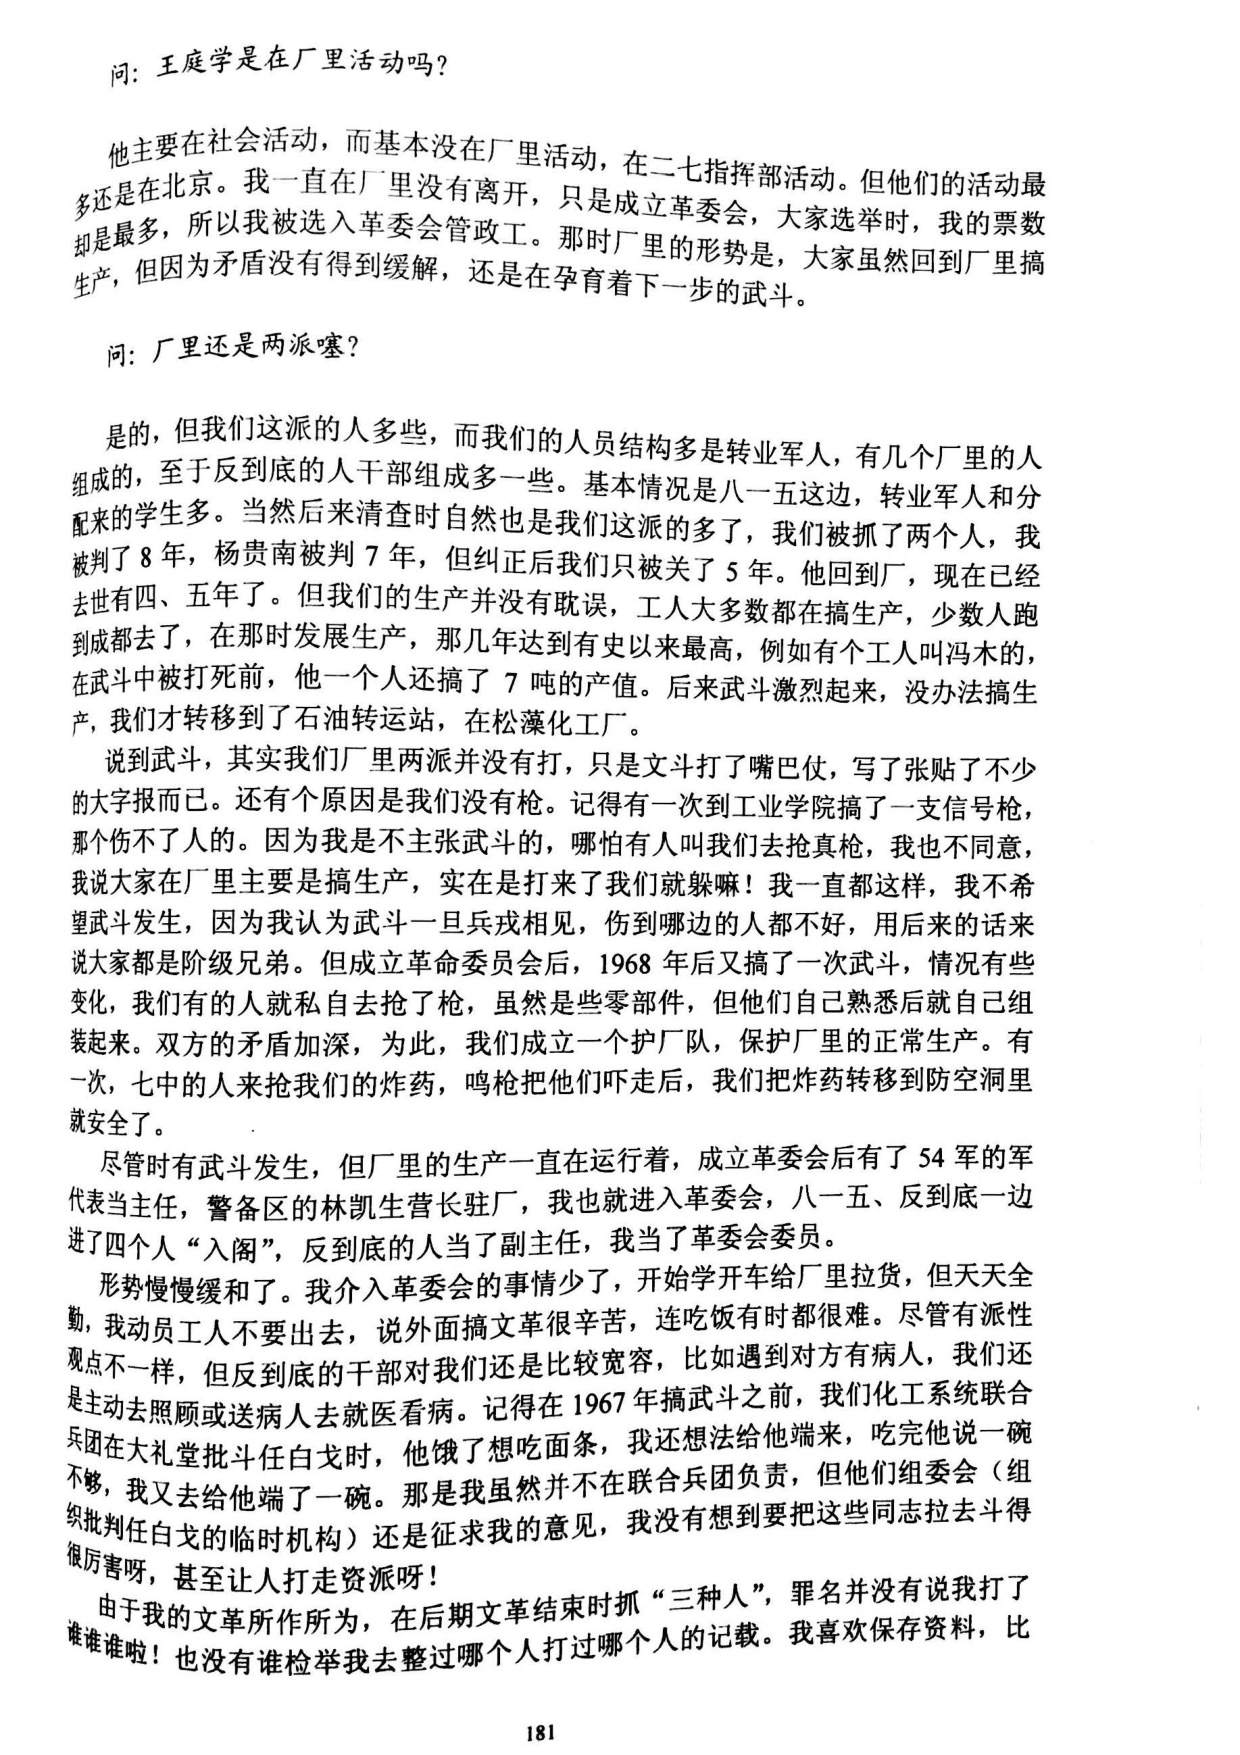 问：王庭学是在厂里活动吗？
他主要在社会活动，而基本没在厂里活动，在二七指挥部活动。但他们的活动最
多还是在北京。我一直在厂里没有离开，只是成立革委会，大家选举时，我的票数
却是最多，所以我被选入革委会管政工。那时厂里的形势是，大家虽然回到厂里搞
生产，但因为矛盾没有得到缓解，还是在孕育着下一步的武斗。
问：厂里还是两派噻？
是的，但我们这派的人多些，而我们的人员结构多是转业军人，有几个厂里的人
组成的，至于反到底的人干部组成多一些。基本情况是八一五这边，转业军人和分
配来的学生多。当然后来清查时自然也是我们这派的多了，我们被抓了两个人，我
被判了 8 年，杨贵南被判 7 年，但纠正后我们只被关了 5 年。他回到厂，现在已经
去世有四、五年了。但我们的生产并没有耽误，工人大多数都在搞生产，少数人跑
到成都去了，在那时发展生产，那几年达到有史以来最高，例如有个工人叫冯木的，
在武斗中被打死前，他一个人还搞了 7 吨的产值。后来武斗激烈起来，没办法搞生
产，我们才转移到了石油转运站，在松藻化工厂。
说到武斗，其实我们厂里两派并没有打，只是文斗打了嘴巴仗，写了张贴了不少
的大字报而已。还有个原因是我们没有枪。记得有一次到工业学院搞了一支信号枪，
那个伤不了人的。因为我是不主张武斗的，哪怕有人叫我们去抢真枪，我也不同意，
我说大家在厂里主要是搞生产，实在是打来了我们就躲嘛！我一直都这样，我不希
望武斗发生，因为我认为武斗一旦兵戎相见，伤到哪边的人都不好，用后来的话来
说大家都是阶级兄弟。但成立革命委员会后，1968 年后又搞了一次武斗，情况有些
变化，我们有的人就私自去抢了枪，虽然是些零部件，但他们自己熟悉后就自己组
装起来。双方的矛盾加深，为此，我们成立一个护厂队，保护厂里的正常生产。有
一次，七中的人来抢我们的炸药，鸣枪把他们吓走后，我们把炸药转移到防空洞里
就安全了。
尽管时有武斗发生，但厂里的生产一直在运行着，成立革委会后有了 54 军的军
代表当主任，警备区的林凯生营长驻厂，我也就进入革委会，八一五、反到底一边
进了四个人“入阁”，反到底的人当了副主任，我当了革委会委员。
形势慢慢缓和了。我介入革委会的事情少了，开始学开车给厂里拉货，但天天全
勤，我动员工人不要出去，说外面搞文革很辛苦，连吃饭有时都很难。尽管有派性
观点不一样，但反到底的干部对我们还是比较宽容，比如遇到对方有病人，我们还
是主动去照顾或送病人去就医看病。记得在 1967 年搞武斗之前，我们化工系统联合
兵团在大礼堂批斗任白戈时，他饿了想吃面条，我还想法给他端来，吃完他说一碗
不够，我又去给他端了一碗。那是我虽然并不在联合兵团负责，但他们组委会（组
织批判任白戈的临时机构）还是征求我的意见，我没有想到要把这些同志拉去斗得
很厉害呀，甚至让人打走资派呀！
由于我的文革所作所为，在后期文革结束时抓“三种人”，罪名并没有说我打了
谁谁谁啦！也没有谁检举我去整过哪个人打过哪个人的记载。我喜欢保存资料，比
181